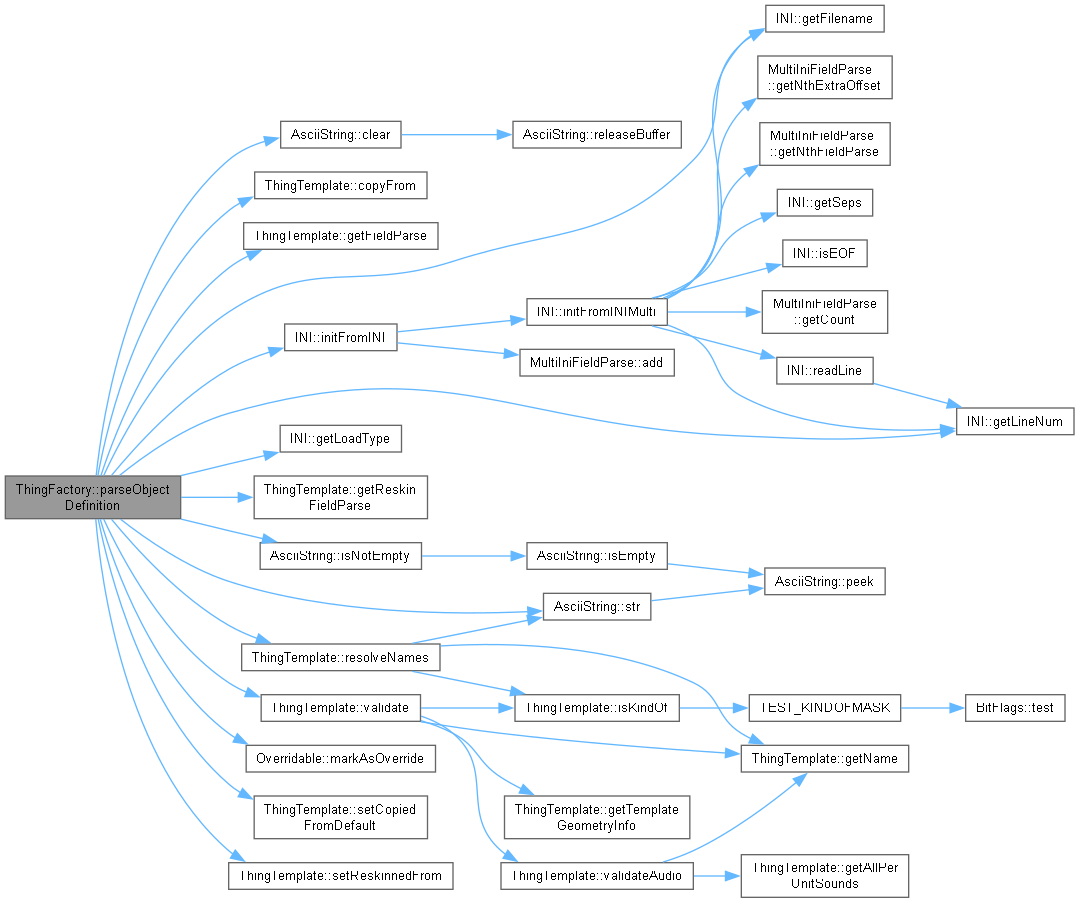 INI::getFilename
MultiIniFieldParse
::getNthExtraOffset
AsciiString::clear
AsciiString::releaseBuffer
MultiIniFieldParse
::getNthFieldParse
ThingTemplate::copyFrom
INI::getSeps
ThingTemplate::getFieldParse
INI::isEOF
MultiIniFieldParse
::getCount
INI::initFromINIMulti
INI::initFromINI
MultiIniFieldParse::add
INI::readLine
INI::getLineNum
INI::getLoadType
ThingFactory::parseObject
Definition
ThingTemplate::getReskin
FieldParse
AsciiString::isNotEmpty
AsciiString::isEmpty
AsciiString::peek
AsciiString::str
ThingTemplate::resolveNames
ThingTemplate::validate
ThingTemplate::isKindOf
TEST_KINDOFMASK
BitFlags::test
Overridable::markAsOverride
ThingTemplate::getName
ThingTemplate::setCopied
FromDefault
ThingTemplate::getTemplate
GeometryInfo
ThingTemplate::setReskinnedFrom
ThingTemplate::validateAudio
ThingTemplate::getAllPer
UnitSounds